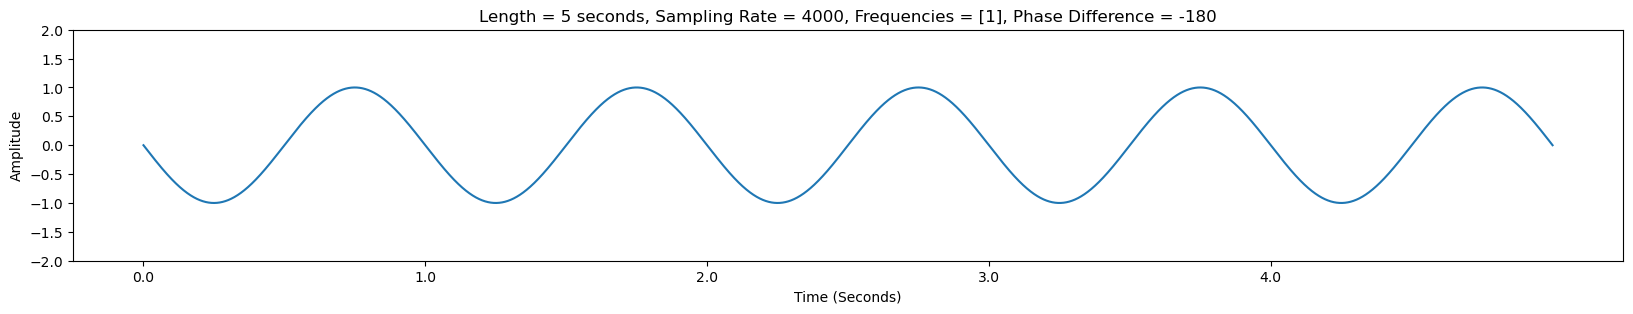 Length = 5 seconds, Sampling Rate = 4000, Frequencies = [1], Phase Difference = -180
2.0
1.5
1.0
0.5
0.0
−0.5
−1.0
−1.5
−2.0
Amplitude
0.0 1.0 2.0 3.0 4.0
Time (Seconds)